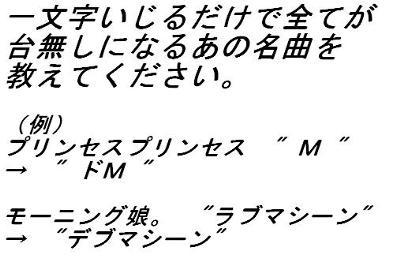 一文字いじるだけで全てが
台無しになるあの名曲を
教えてください。
（例）
プリンセスプリンセス　"　M　"
→　"　ドM　"
モーニング娘。　"ラブマシーン"
→　"デブマシーン"